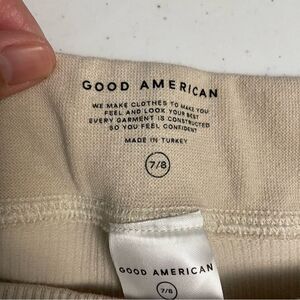 GOOD AMERICAN
WE MAKE CLOTHES TO MAKE YOU
FEEL AND LOOK YOUR BEST
EVERY GARMENT IS CONSTRUCTED
SO YOU FEEL CONFIDENT
MADE IN TURKEY
7/8
GOOD AMERICAN
7/8